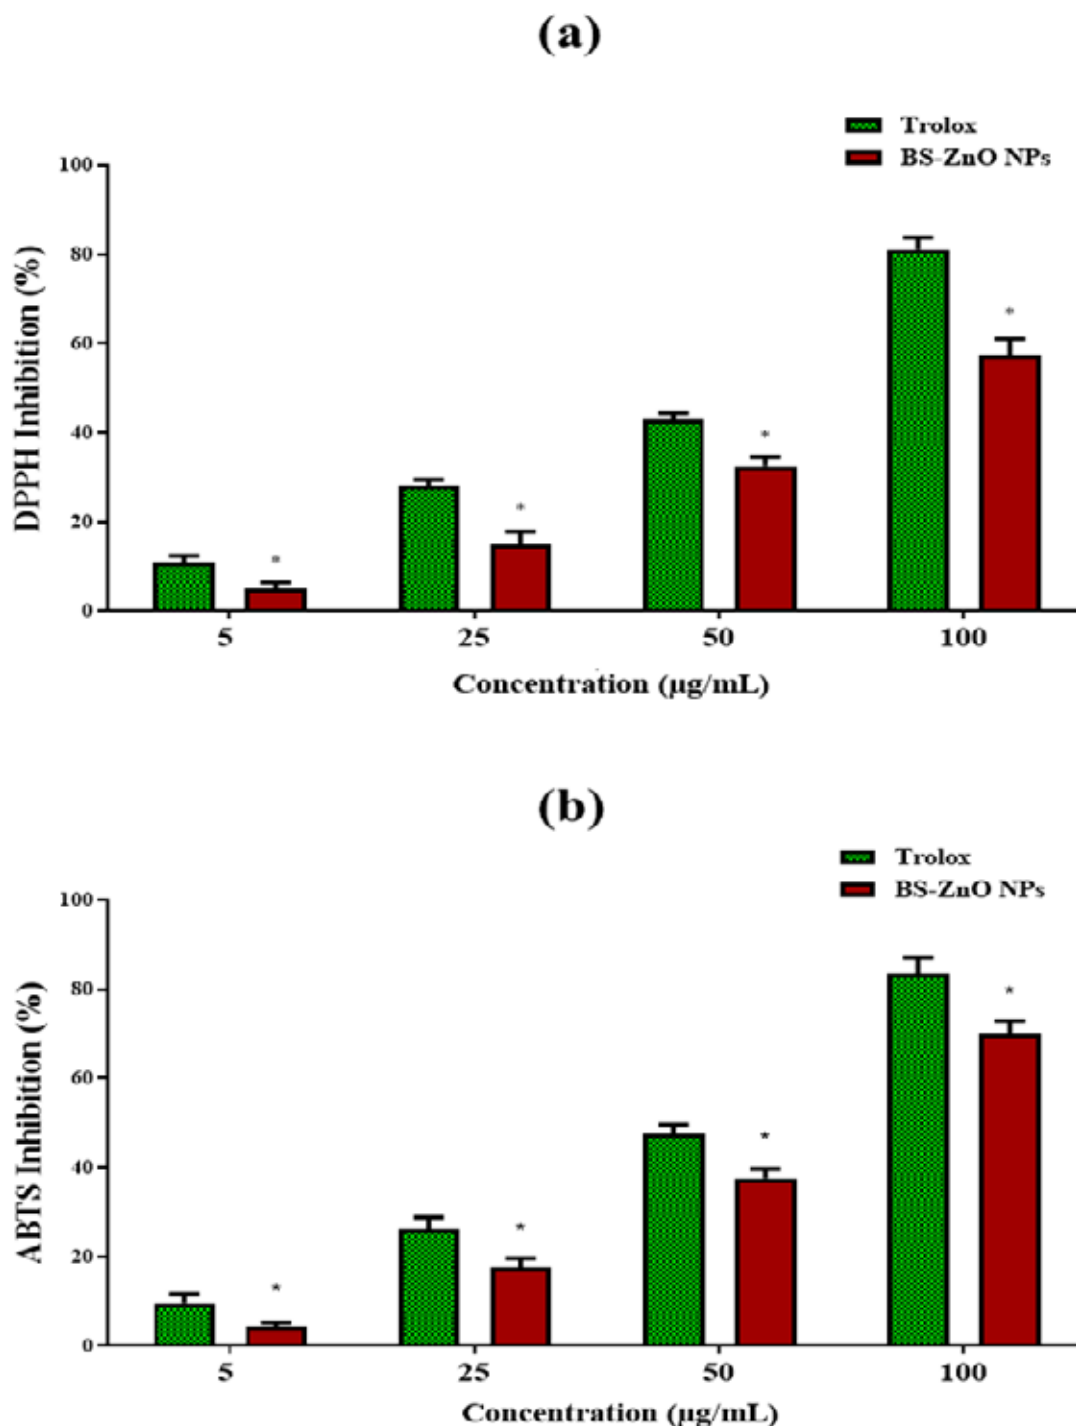 (a)
Trolox
BS-ZnO NPs
DPPH Inhibition (%)
100
80
60
40
20
0
*
*
*
*
5
25
50
100
Concentration (µg/mL)
(b)
Trolox
BS-ZnO NPs
ABTS Inhibition (%)
100
80
60
40
20
0
*
*
*
*
5
25
50
100
Concentration (µg/mL)